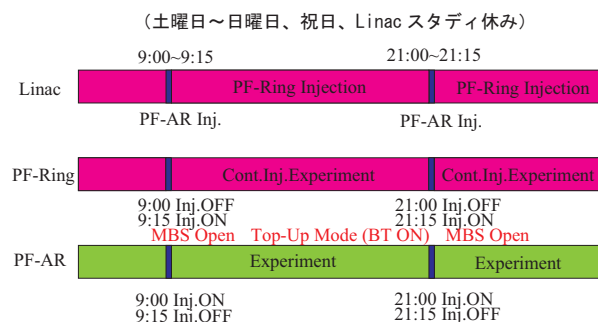 （土曜日～日曜日、祝日、Linac スタディ休み）
9:00~9:15 21:00~21:15
Linac PF-Ring Injection PF-Ring Injection
PF-AR Inj. PF-AR Inj.
PF-Ring Cont.Inj.Experiment Cont.Inj.Experiment
9:00 Inj.OFF 21:00 Inj.OFF
9:15 Inj.ON 21:15 Inj.ON
MBS Open Top-Up Mode (BT ON) MBS Open
PF-AR Experiment Experiment
9:00 Inj.ON 21:00 Inj.ON
9:15 Inj.OFF 21:15 Inj.OFF